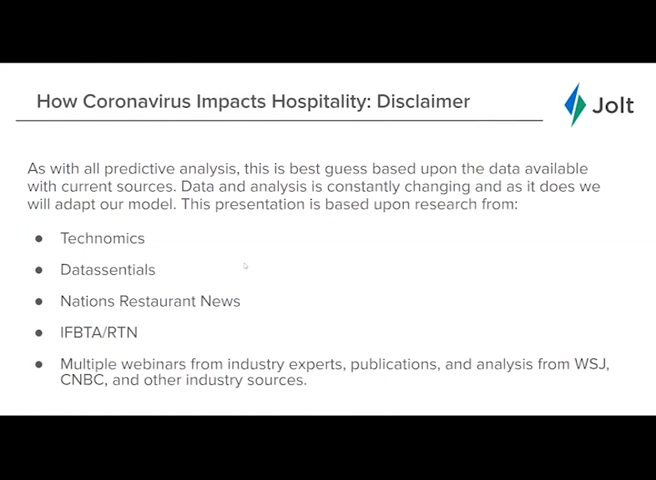 How Coronavirus Impacts Hospitality: Disclaimer
Jolt
As with all predictive analysis, this is best guess based upon the data available
with current sources. Data and analysis is constantly changing and as it does we
will adapt our model. This presentation is based upon research from:
● Technomics
● Datassentials
● Nations Restaurant News
● IFBTA/RTN
● Multiple webinars from industry experts, publications, and analysis from WSJ,
CNBC, and other industry sources.